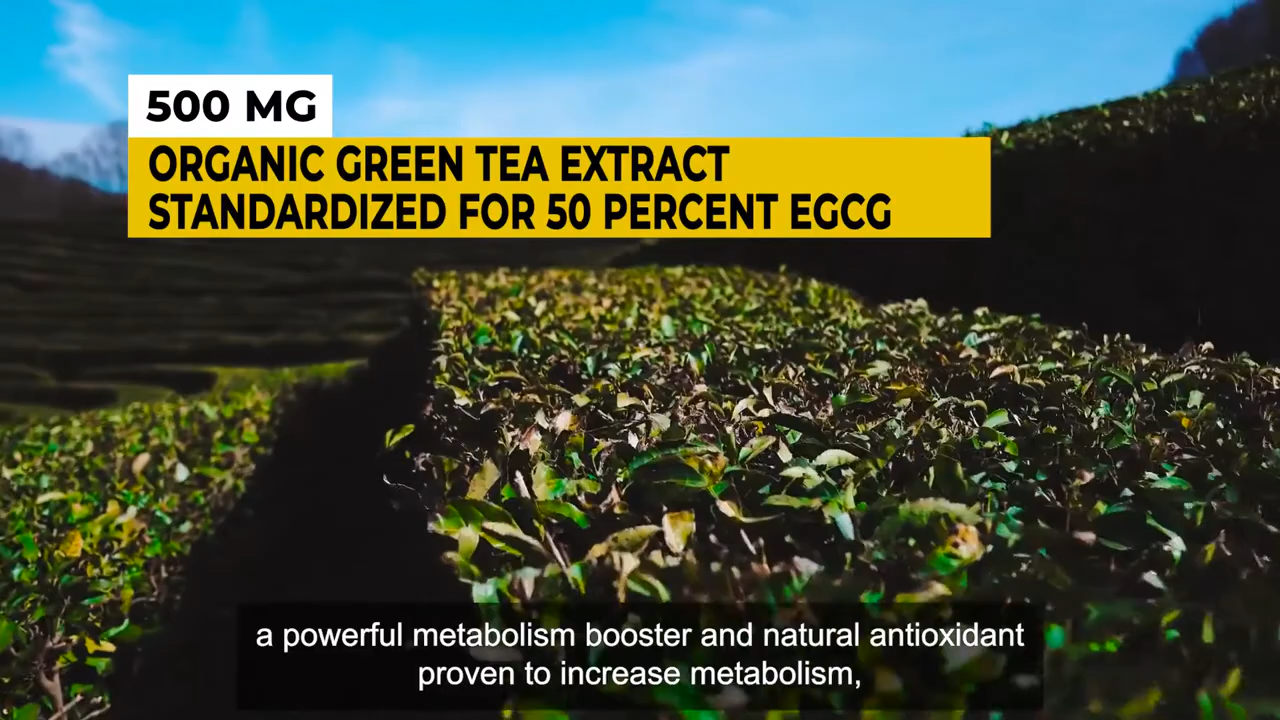 500 MG
ORGANIC GREEN TEA EXTRACT
STANDARDIZED FOR 50 PERCENT EGCG
a powerful metabolism booster and natural antioxidant
proven to increase metabolism,